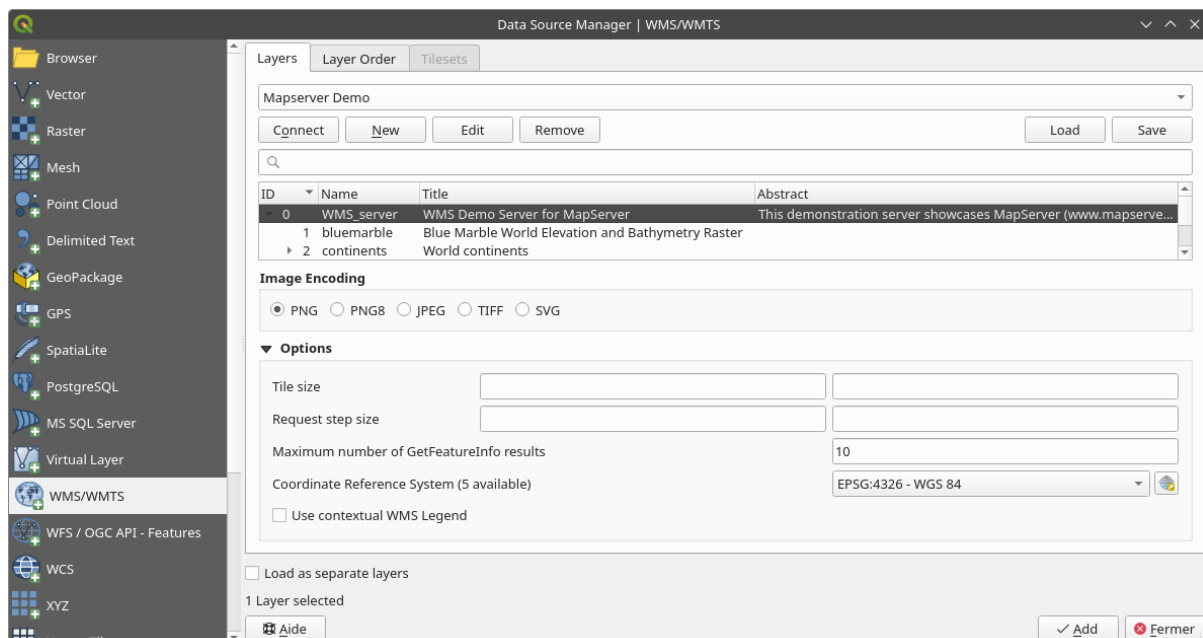 Data Source Manager | WMS/WMTS
Browser
Vector
Raster
Mesh
Point Cloud
Delimited Text
GeoPackage
GPS
SpatiaLite
PostgreSQL
MS SQL Server
Virtual Layer
WMS/WMTS
WFS / OGC API - Features
WCS
XYZ
Layers Layer Order Tilesets
Mapserver Demo
Connect New Edit Remove Load Save
ID Name Title Abstract
0 WMS_server WMS Demo Server for MapServer This demonstration server showcases MapServer (www.mapserve...
1 bluemarble Blue Marble World Elevation and Bathymetry Raster
2 continents World continents
Image Encoding
PNG PNG8 JPEG TIFF SVG
Options
Tile size
Request step size
Maximum number of GetFeatureInfo results 10
Coordinate Reference System (5 available) EPSG:4326 - WGS 84
Use contextual WMS Legend
Load as separate layers
1 Layer selected
Aide Add Fermer